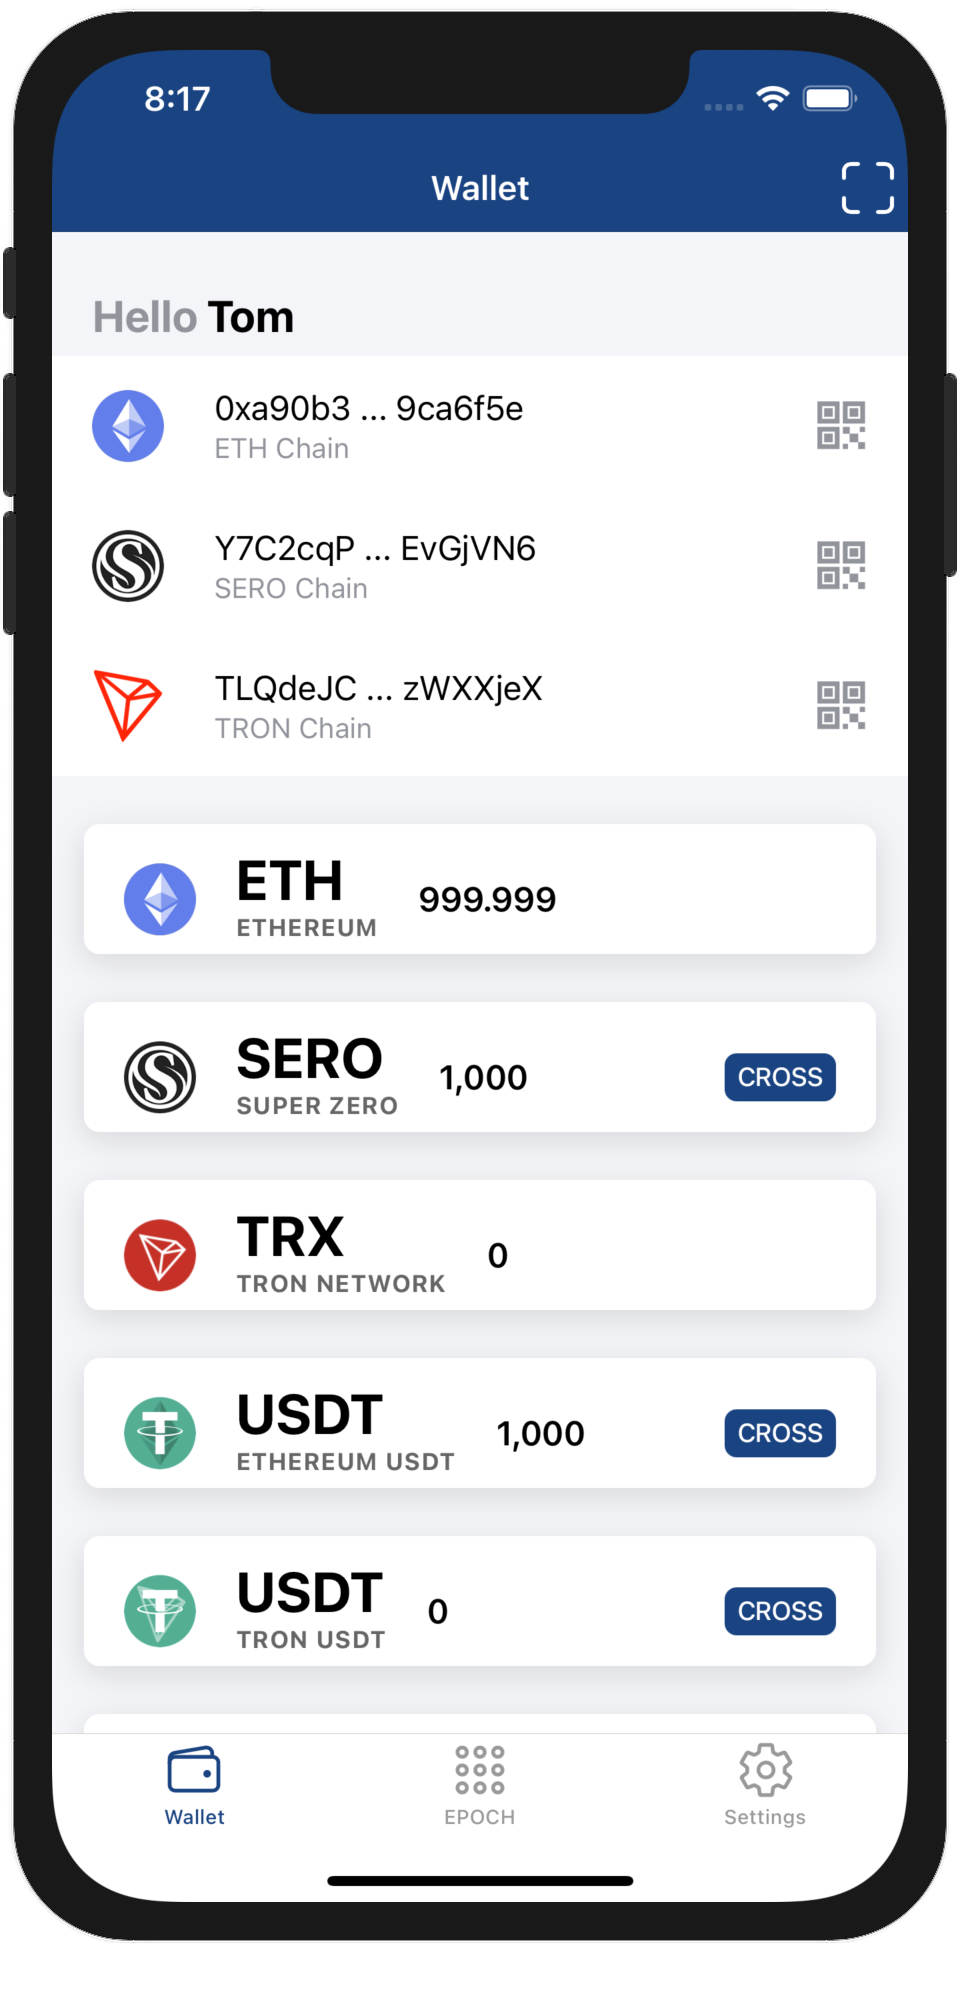 8:17
Wallet
Hello Tom
0xa90b3 ... 9ca6f5e
ETH Chain
Y7C2cqP ... EvGjVN6
SERO Chain
TLQdeJC ... zWXXjeX
TRON Chain
ETH
999.999
ETHEREUM
SERO
1,000
CROSS
SUPER ZERO
TRX
0
TRON NETWORK
USDT
1,000
CROSS
ETHEREUM USDT
USDT
0
CROSS
TRON USDT
Wallet
EPOCH
Settings